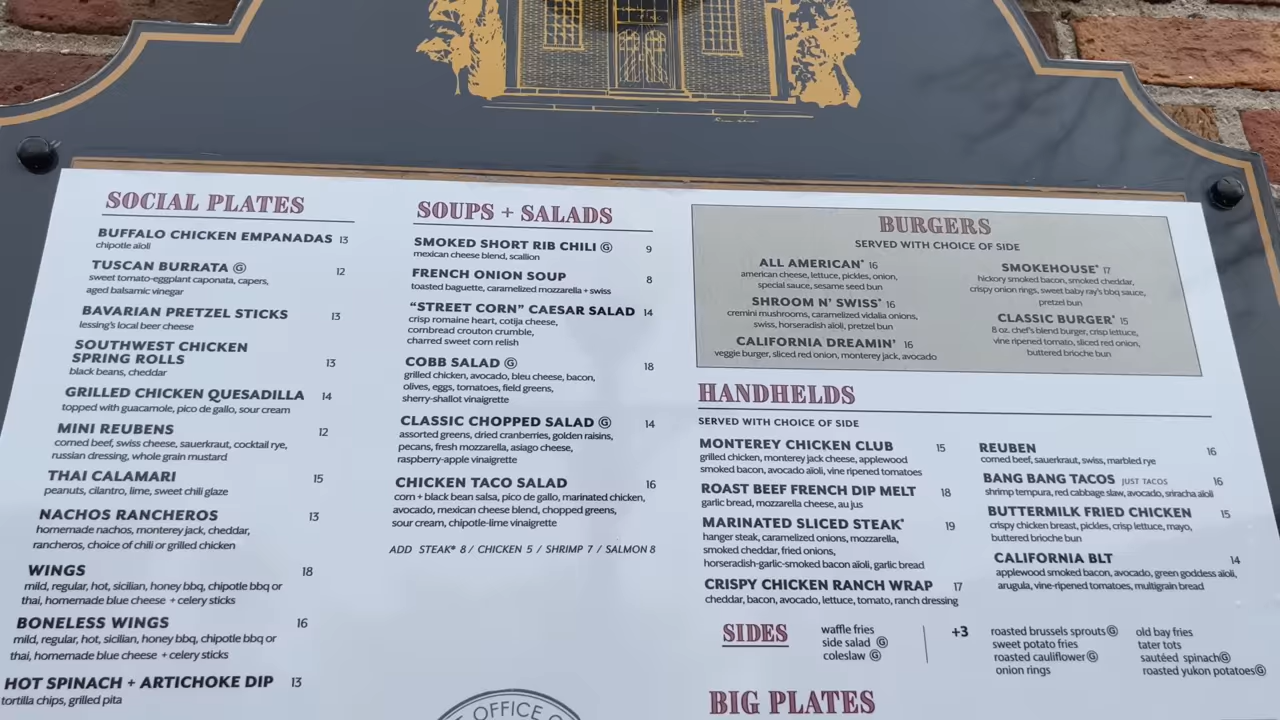 SOCIAL PLATES
BUFFALO CHICKEN EMPANADAS 13
chipotle aïoli
TUSCAN BURRATA G 12
sweet tomato-eggplant caponata, capers,
aged balsamic vinegar
BAVARIAN PRETZEL STICKS 13
lessing's local beer cheese
SOUTHWEST CHICKEN
SPRING ROLLS 13
black beans, cheddar
GRILLED CHICKEN QUESADILLA 14
topped with guacamole, pico de gallo, sour cream
MINI REUBENS 12
corned beef, swiss cheese, sauerkraut, cocktail rye,
russian dressing, whole grain mustard
THAI CALAMARI 15
peanuts, cilantro, lime, sweet chili glaze
NACHOS RANCHEROS 13
homemade nachos, monterey jack, cheddar,
rancheros, choice of chili or grilled chicken
WINGS 18
mild, regular, hot, sicilian, honey bbq, chipotle bbq or
thai, homemade blue cheese + celery sticks
BONELESS WINGS 16
mild, regular, hot, sicilian, honey bbq, chipotle bbq or
thai, homemade blue cheese + celery sticks
HOT SPINACH + ARTICHOKE DIP 13
tortilla chips, grilled pita
SOUPS + SALADS
SMOKED SHORT RIB CHILI G 9
mexican cheese blend, scallion
FRENCH ONION SOUP 8
toasted baguette, caramelized mozzarella + swiss
"STREET CORN" CAESAR SALAD 14
crisp romaine heart, cotija cheese,
cornbread crouton crumble,
charred sweet corn relish
COBB SALAD G 18
grilled chicken, avocado, bleu cheese, bacon,
olives, eggs, tomatoes, field greens,
sherry-shallot vinaigrette
CLASSIC CHOPPED SALAD G 14
assorted greens, dried cranberries, golden raisins,
pecans, fresh mozzarella, asiago cheese,
raspberry-apple vinaigrette
CHICKEN TACO SALAD 16
corn + black bean salsa, pico de gallo, marinated chicken,
avocado, mexican cheese blend, chopped greens,
sour cream, chipotle-lime vinaigrette
ADD STEAK* 8 / CHICKEN 5 / SHRIMP 7 / SALMON 8
OFFICE
BURGERS
SERVED WITH CHOICE OF SIDE
ALL AMERICAN* 16
american cheese, lettuce, pickles, onion,
special sauce, sesame seed bun
SHROOM N' SWISS* 16
cremini mushrooms, caramelized vidalia onions,
swiss, horseradish aïoli, pretzel bun
CALIFORNIA DREAMIN' 16
veggie burger, sliced red onion, monterey jack, avocado
SMOKEHOUSE* 17
hickory smoked bacon, smoked cheddar,
crispy onion rings, sweet baby ray's bbq sauce,
pretzel bun
CLASSIC BURGER* 15
8 oz. chef's blend burger, crisp lettuce,
vine ripened tomato, sliced red onion,
buttered brioche bun
HANDHELDS
SERVED WITH CHOICE OF SIDE
MONTEREY CHICKEN CLUB 15
grilled chicken, monterey jack cheese, applewood
smoked bacon, avocado aïoli, vine ripened tomatoes
ROAST BEEF FRENCH DIP MELT 18
garlic bread, mozzarella cheese, au jus
MARINATED SLICED STEAK* 19
hanger steak, caramelized onions, mozzarella,
smoked cheddar, fried onions,
horseradish-garlic-smoked bacon aïoli, garlic bread
CRISPY CHICKEN RANCH WRAP 17
cheddar, bacon, avocado, lettuce, tomato, ranch dressing
REUBEN 16
corned beef, sauerkraut, swiss, marbled rye
BANG BANG TACOS JUST TACOS 16
shrimp tempura, red cabbage slaw, avocado, sriracha aïoli
BUTTERMILK FRIED CHICKEN 15
crispy chicken breast, pickles, crisp lettuce, mayo,
buttered brioche bun
CALIFORNIA BLT 14
applewood smoked bacon, avocado, green goddess aïoli,
arugula, vine-ripened tomatoes, multigrain bread
SIDES
waffle fries
side salad G
coleslaw G
+3
roasted brussels sprouts G
sweet potato fries
roasted cauliflower G
onion rings
old bay fries
tater tots
sautéed spinach G
roasted yukon potatoes G
BIG PLATES